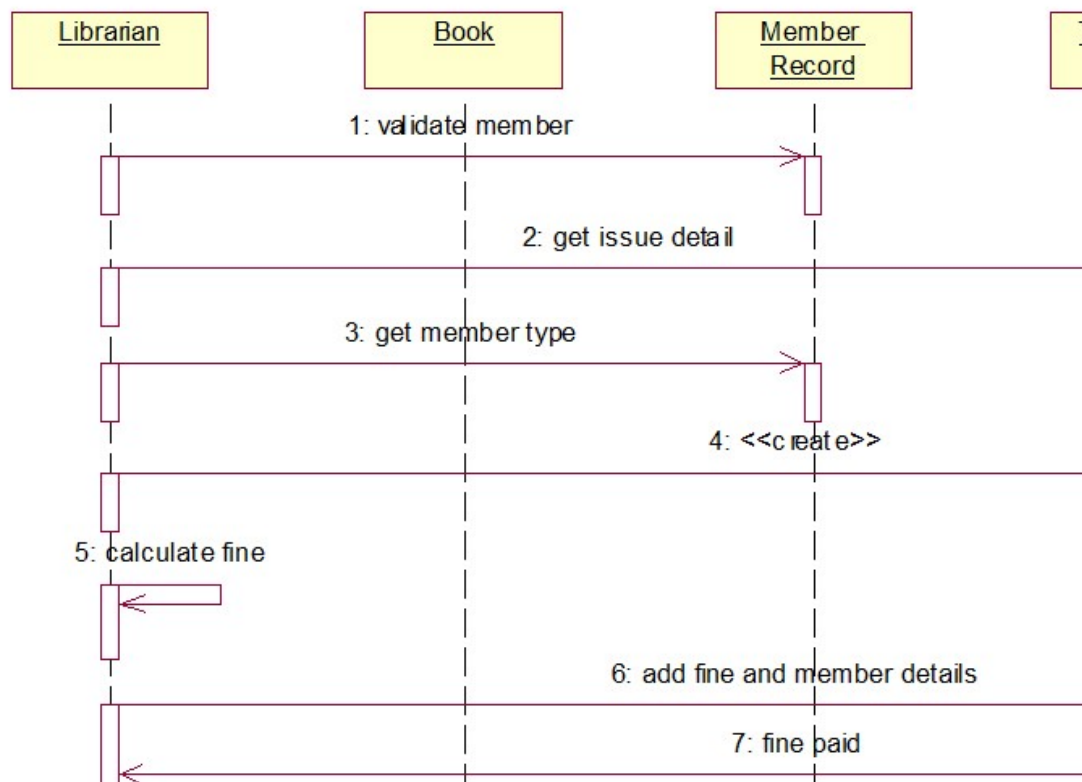 Librarian
Book
Member
Record
1: validate member
2: get issue detail
3: get member type
4: <<create>>
5: calculate fine
6: add fine and member details
7: fine paid